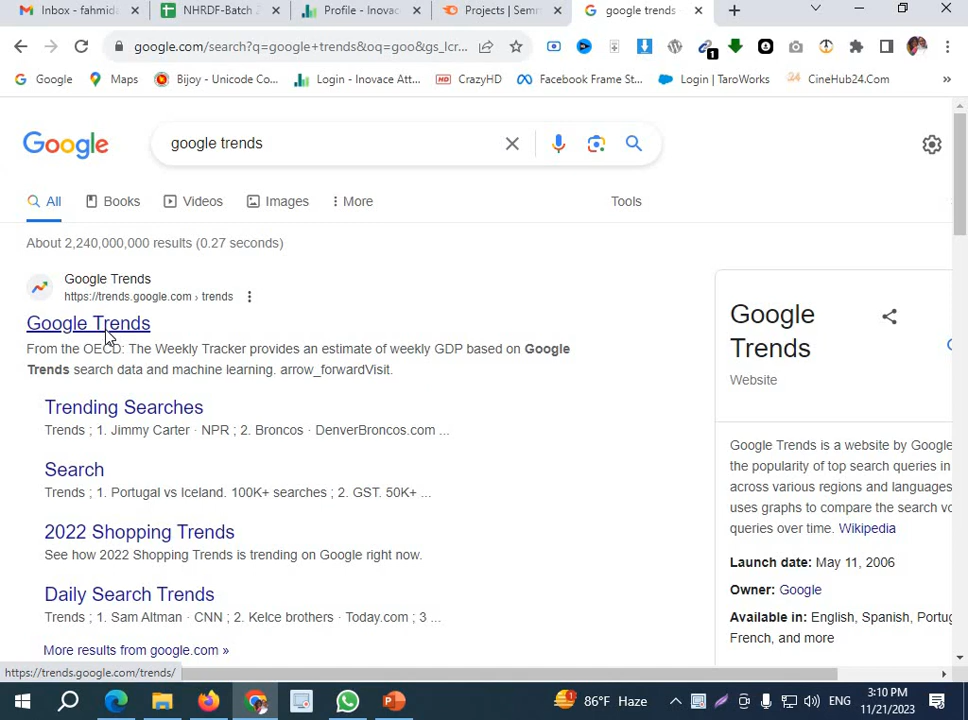 Inbox - fahmid
NHRDF-Batch
Profile - Inovac
Projects | Semr
google trends
google.com/search?q=google+trends&oq=goo&gs_lcr...
1
Google
Maps
Bijoy - Unicode Co...
Login - Inovace Att...
HD CrazyHD
Facebook Frame St...
Login | TaroWorks
24 CineHub24.Com
»
Google
google trends
All
Books
Videos
Images
More
Tools
About 2,240,000,000 results (0.27 seconds)
Google Trends
https://trends.google.com › trends
Google Trends
From the OECD: The Weekly Tracker provides an estimate of weekly GDP based on Google
Trends search data and machine learning. arrow_forwardVisit.
Trending Searches
Trends ; 1. Jimmy Carter · NPR ; 2. Broncos · DenverBroncos.com ...
Search
Trends ; 1. Portugal vs Iceland. 100K+ searches ; 2. GST. 50K+ ...
2022 Shopping Trends
See how 2022 Shopping Trends is trending on Google right now.
Daily Search Trends
Trends ; 1. Sam Altman · CNN ; 2. Kelce brothers · Today.com ; 3 ...
More results from google.com »
Google
Trends
Website
Google Trends is a website by Google
the popularity of top search queries in
across various regions and languages
uses graphs to compare the search vo
queries over time. Wikipedia
Launch date: May 11, 2006
Owner: Google
Available in: English, Spanish, Portug
French, and more
https://trends.google.com/trends/
86°F Haze
ENG
3:10 PM
11/21/2023